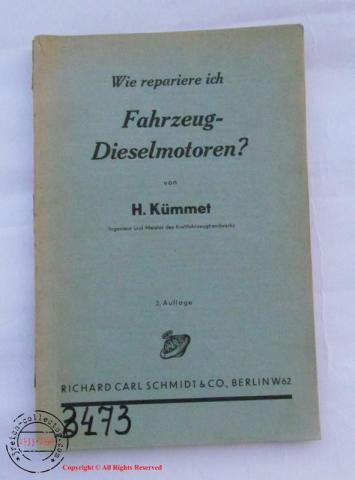 Wie repariere ich
Fahrzeug-
Dieselmotoren?
von
H. Kümmet
Ingenieur und Meister des Kraftfahrzeughandwerks
2. Auflage
RICHARD CARL SCHMIDT & CO., BERLIN W62
3473
Copyright © All Rights Reserved